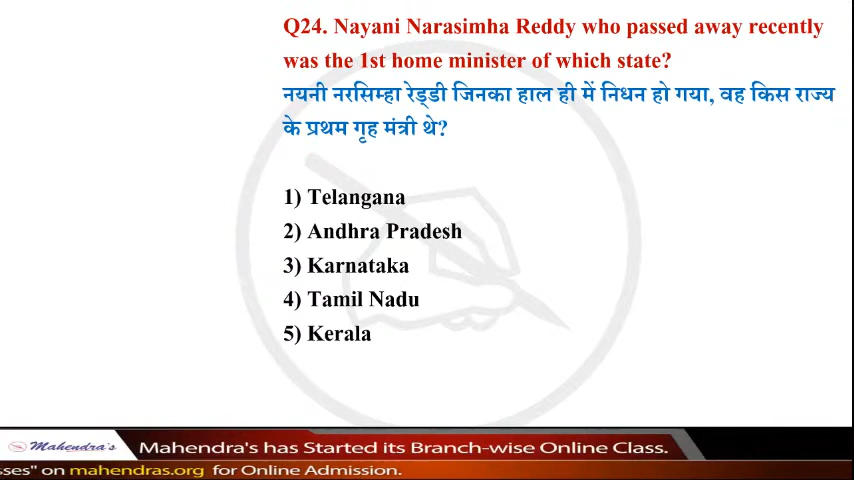 Q24. Nayani Narasimha Reddy who passed away recently
was the 1st home minister of which state?
नयनी नरसिम्हा रेड्डी जिनका हाल ही में निधन हो गया, वह किस राज्य
के प्रथम गृह मंत्री थे?
1) Telangana
2) Andhra Pradesh
3) Karnataka
4) Tamil Nadu
5) Kerala
Mahendra's Mahendra's has Started its Branch-wise Online Class.
sses" on mahendras.org for Online Admission.